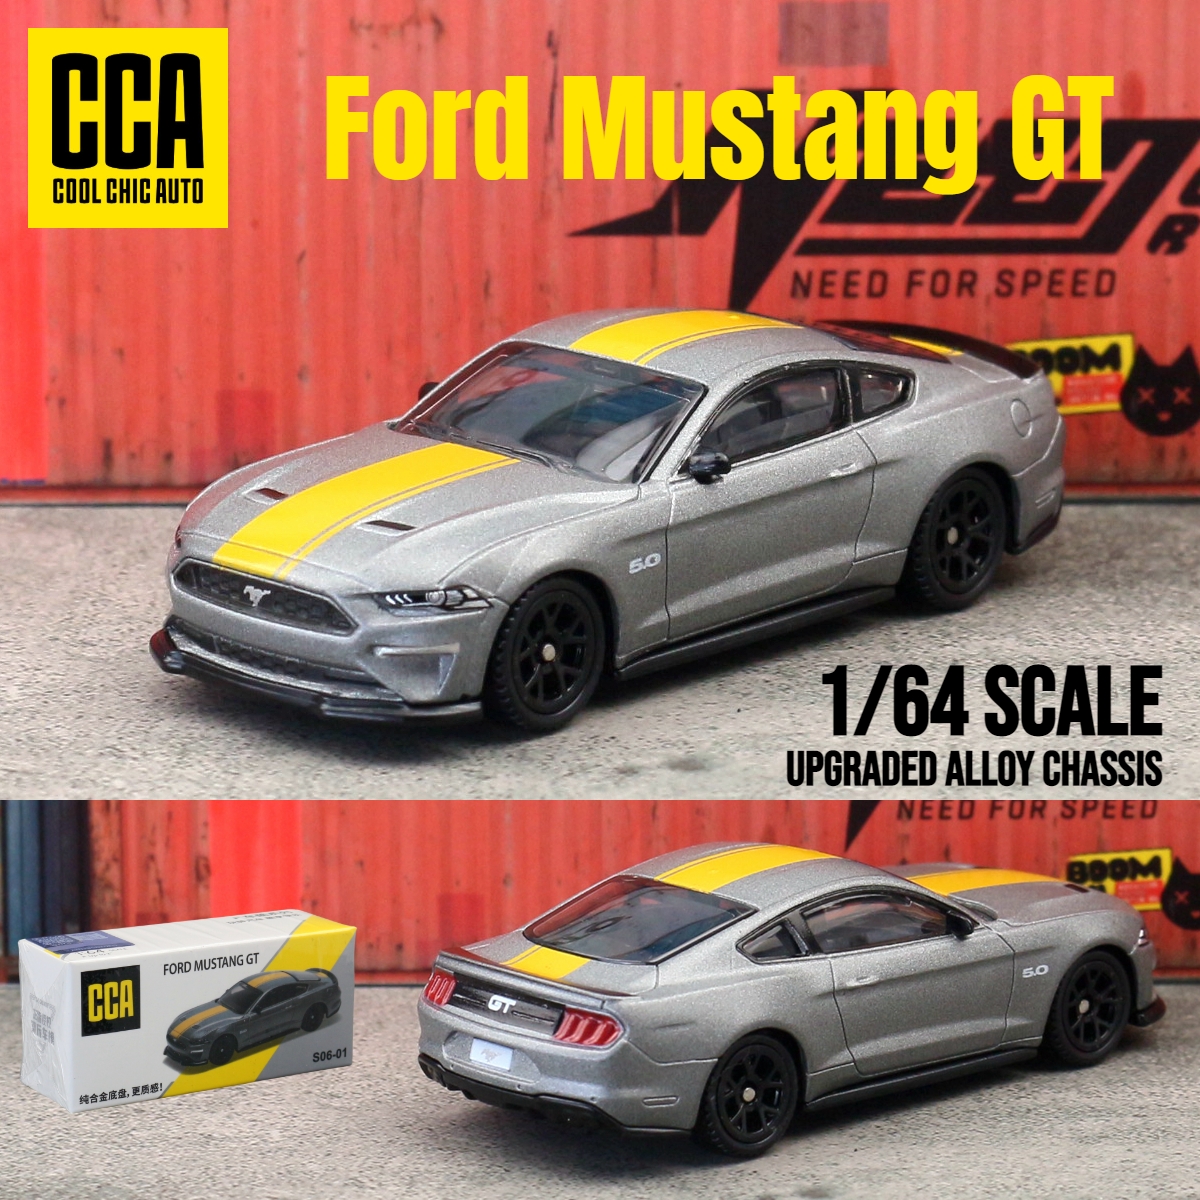 CCA
COOL CHIC AUTO
Ford Mustang GT
NEED FOR SPEED
BOOM
5.0
1/64 SCALE
UPGRADED ALLOY CHASSIS
NEED FOR SPEED
BOOM
5.0
GT
CCA
FORD MUSTANG GT
S06-01
纯合金底盘,更质感!